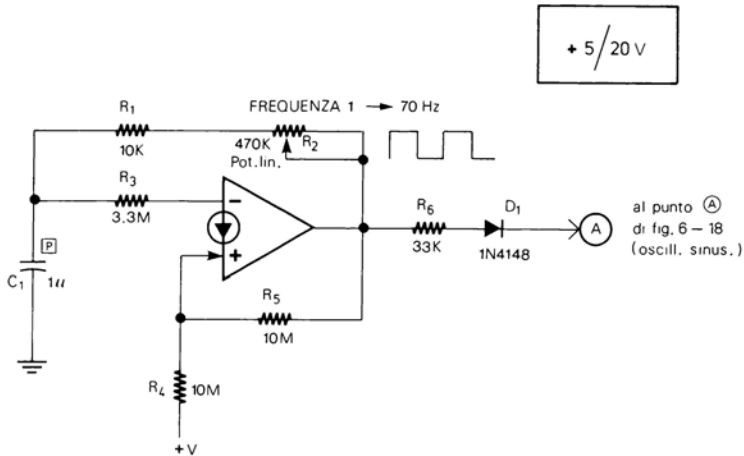 + 5/20 V
FREQUENZA 1 → 70 Hz
R1
10K
470K
R2
Pot. lin.
R3
3.3M
−
+
R6
33K
D1
1N4148
A
al punto Ⓐ
di fig. 6 – 18
(oscill. sinus.)
P
C1
1µ
R5
10M
R4
10M
+V